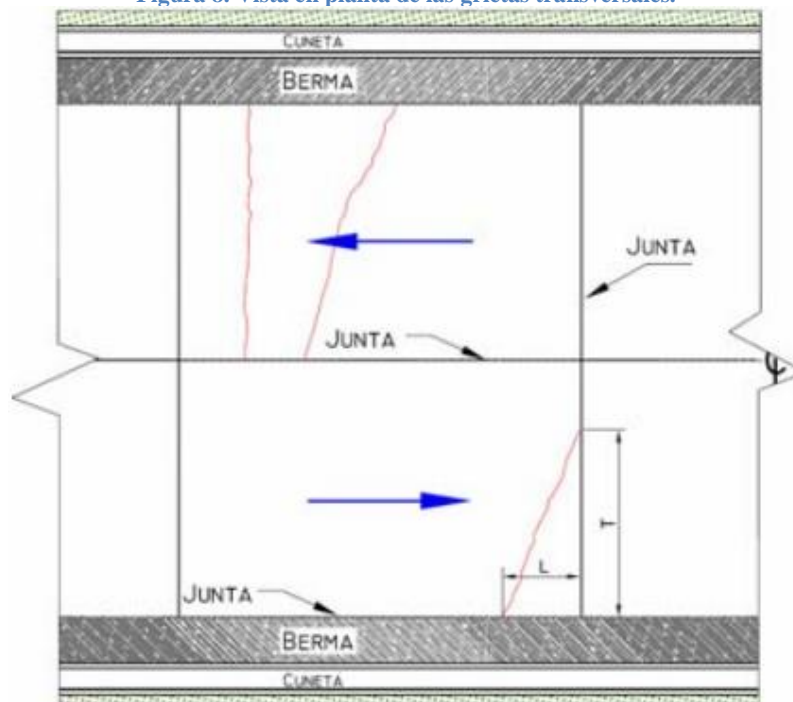 Figura 8. Vista en planta de las grietas transversales.
CUNETA
BERMA
JUNTA
JUNTA
℄
T
L
JUNTA
BERMA
CUNETA